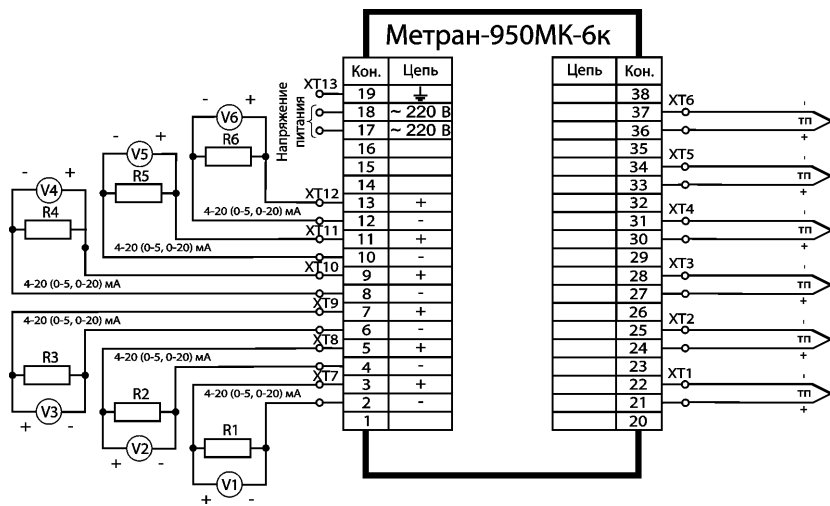 Метран-950МК-6к
Кон. Цепь
Цепь Кон.
XT13
19
18 ~ 220 В
17 ~ 220 В
16
15
14
13 +
12 -
11 +
10 -
9 +
8 -
7 +
6 -
5 +
4 -
3 +
2 -
1
Напряжение
питания
- V6 +
R6
XT12
4-20 (0-5, 0-20) мА
- V5 +
R5
XT11
4-20 (0-5, 0-20) мА
- V4 +
R4
XT10
4-20 (0-5, 0-20) мА
XT9
4-20 (0-5, 0-20) мА
R3
+ V3 -
XT8
4-20 (0-5, 0-20) мА
R2
+ V2 -
XT7
4-20 (0-5, 0-20) мА
R1
+ V1 -
38
37
36
35
34
33
32
31
30
29
28
27
26
25
24
23
22
21
20
XT6
-
ТП
+
XT5
-
ТП
+
XT4
-
ТП
+
XT3
-
ТП
+
XT2
-
ТП
+
XT1
-
ТП
+